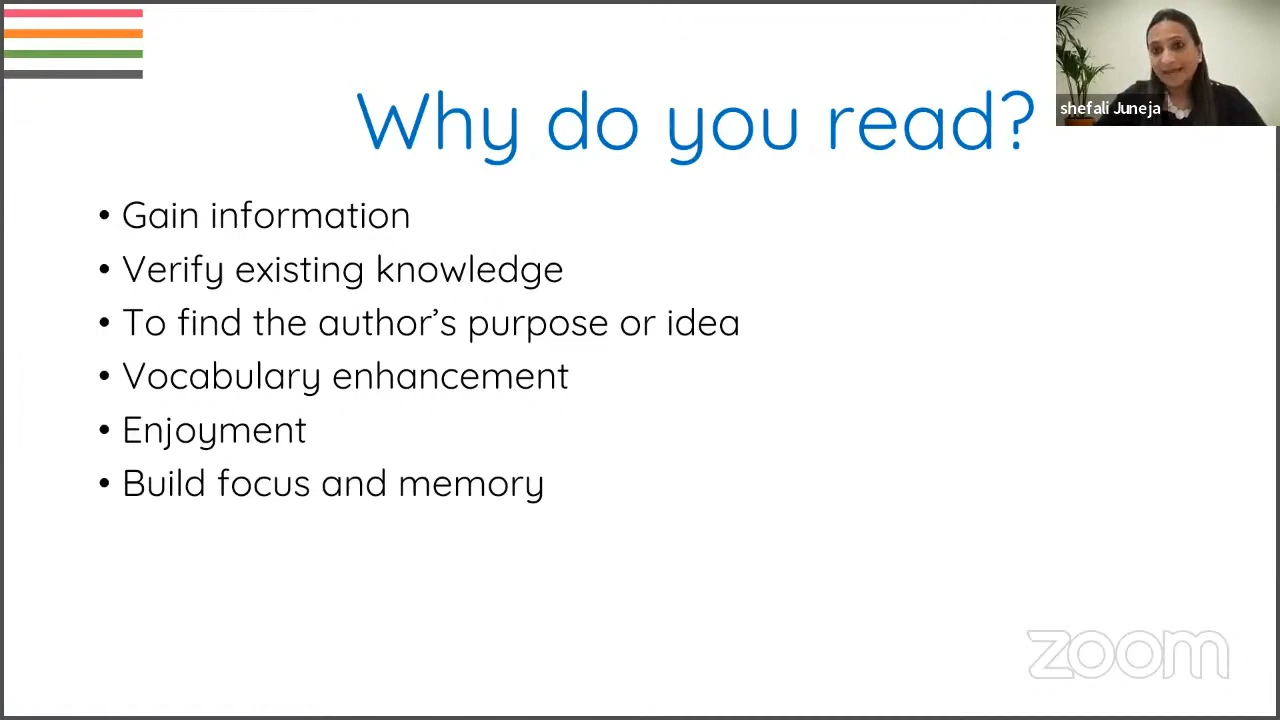 shefali Juneja
Why do you read?
• Gain information
• Verify existing knowledge
• To find the author’s purpose or idea
• Vocabulary enhancement
• Enjoyment
• Build focus and memory
zoom